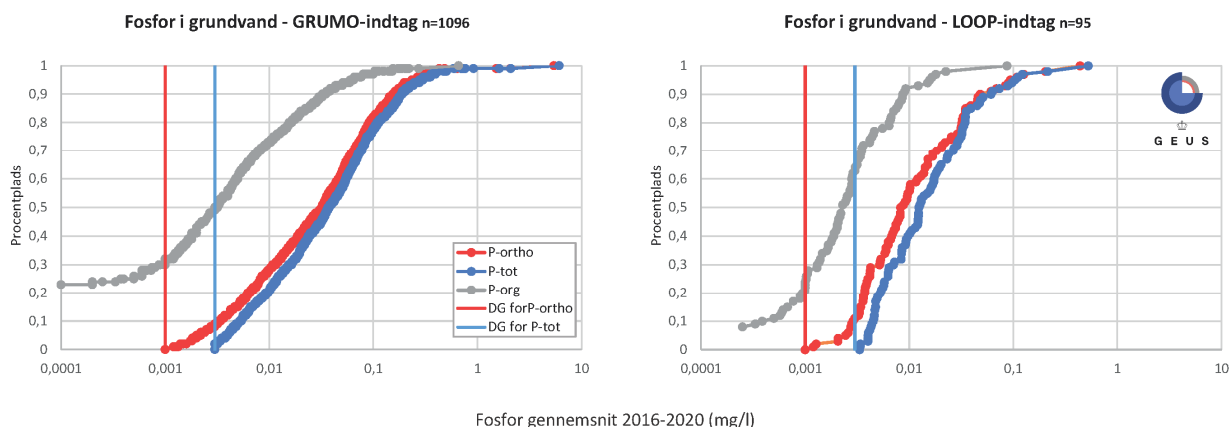 Fosfor i grundvand - GRUMO-indtag n=1096
Procentplads
1
0,9
0,8
0,7
0,6
0,5
0,4
0,3
0,2
0,1
0
0,0001 0,001 0,01 0,1 1 10
P-ortho
P-tot
P-org
DG forP-ortho
DG for P-tot
Fosfor i grundvand - LOOP-indtag n=95
Procentplads
1
0,9
0,8
0,7
0,6
0,5
0,4
0,3
0,2
0,1
0
0,0001 0,001 0,01 0,1 1 10
GEUS
Fosfor gennemsnit 2016-2020 (mg/l)